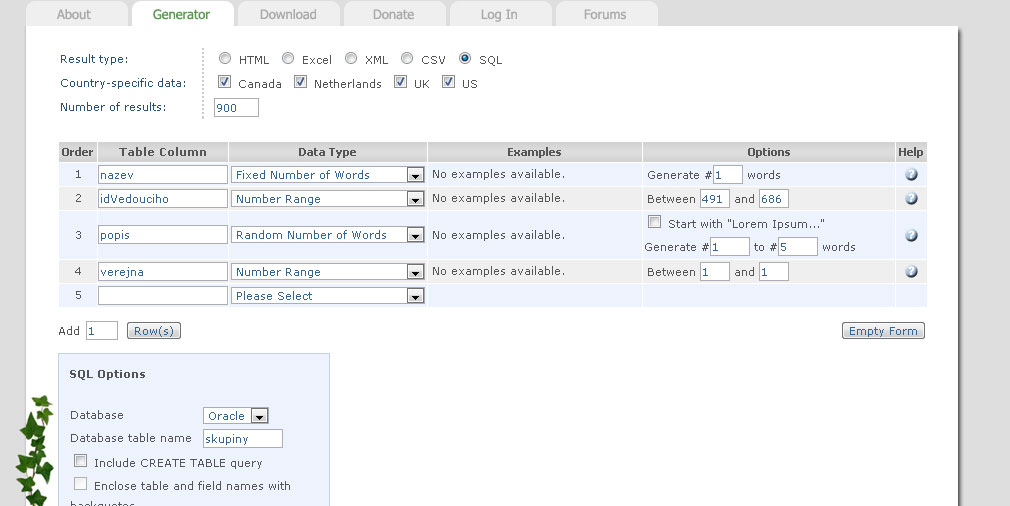 About Generator Download Donate Log In Forums
Result type: HTML Excel XML CSV SQL
Country-specific data: Canada Netherlands UK US
Number of results: 900
Order Table Column Data Type Examples Options Help
1 nazev Fixed Number of Words No examples available. Generate #1 words ?
2 idVedouciho Number Range No examples available. Between 491 and 686 ?
Start with "Lorem Ipsum..."
3 popis Random Number of Words No examples available. ?
Generate #1 to #5 words
4 verejna Number Range No examples available. Between 1 and 1 ?
5 Please Select
Add 1 Row(s) Empty Form
SQL Options
Database Oracle
Database table name skupiny
Include CREATE TABLE query
Enclose table and field names with
backquotes